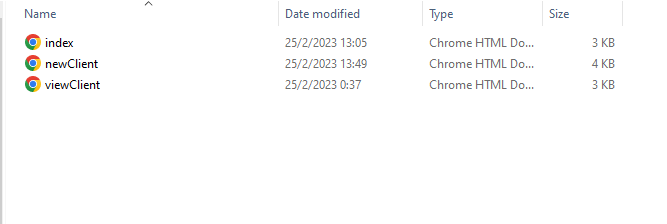 Name Date modified Type Size
index 25/2/2023 13:05 Chrome HTML Do... 3 KB
newClient 25/2/2023 13:49 Chrome HTML Do... 4 KB
viewClient 25/2/2023 0:37 Chrome HTML Do... 3 KB